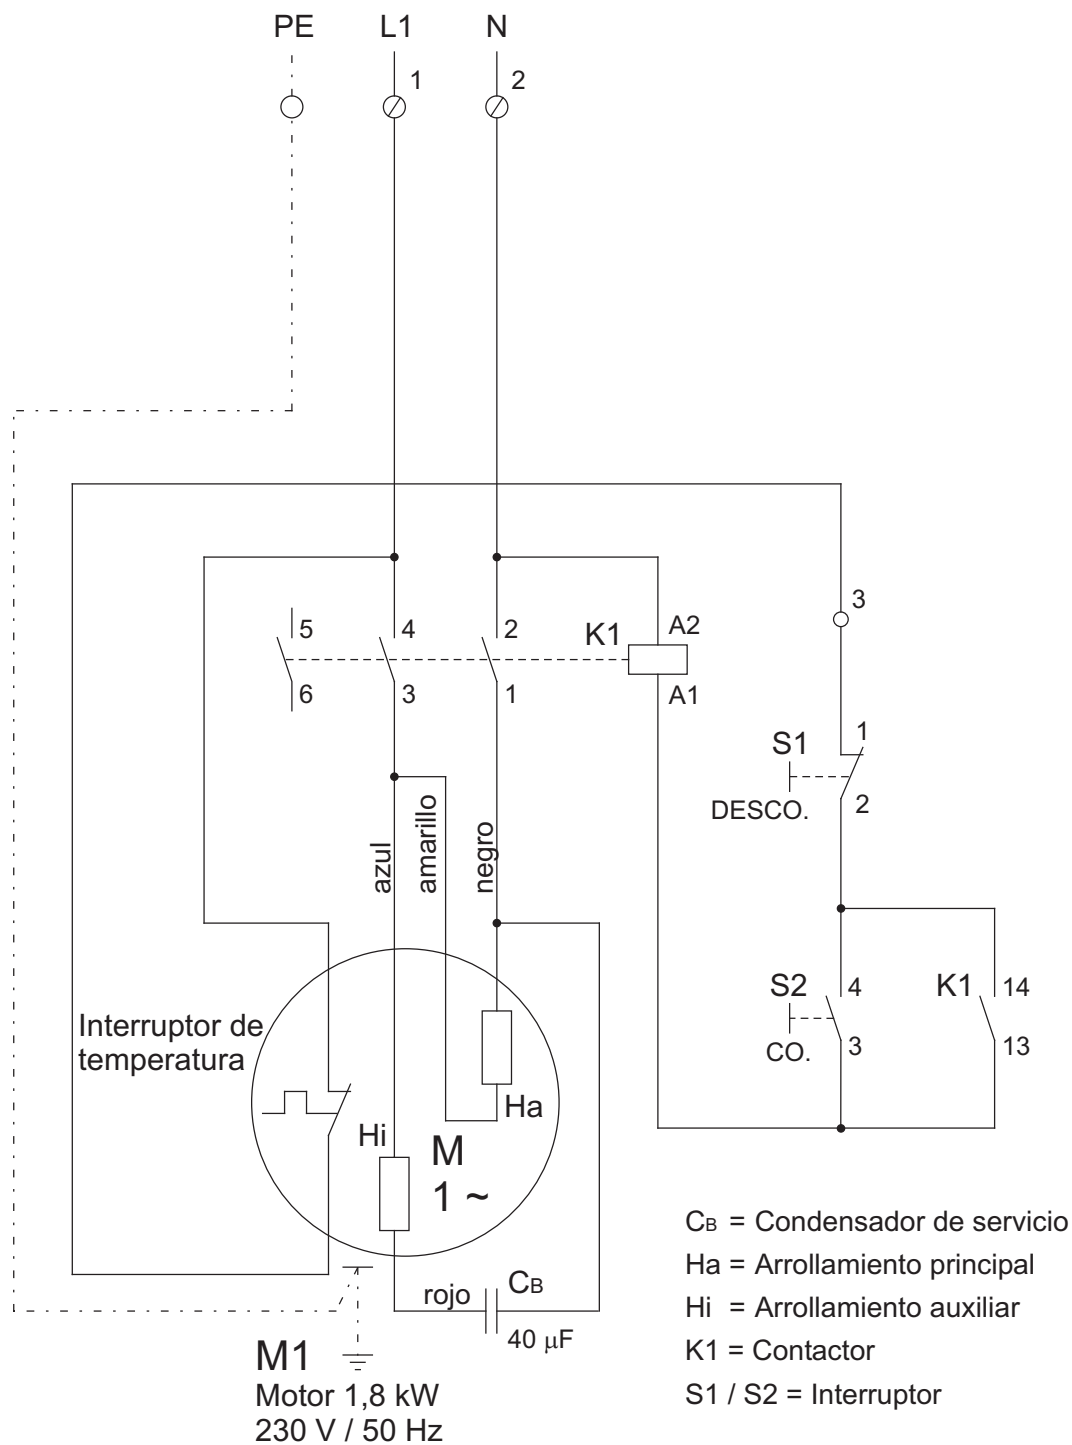 PE L1 N
1 2
3
5 4 2 K1 A2
6 3 1 A1
S1 1
DESCO. 2
azul
amarillo
negro
S2 4 K1 14
CO. 3 13
Interruptor de
temperatura
Ha
Hi M
1 ~
rojo CB
40 µF
M1
Motor 1,8 kW
230 V / 50 Hz
CB = Condensador de servicio
Ha = Arrollamiento principal
Hi = Arrollamiento auxiliar
K1 = Contactor
S1 / S2 = Interruptor